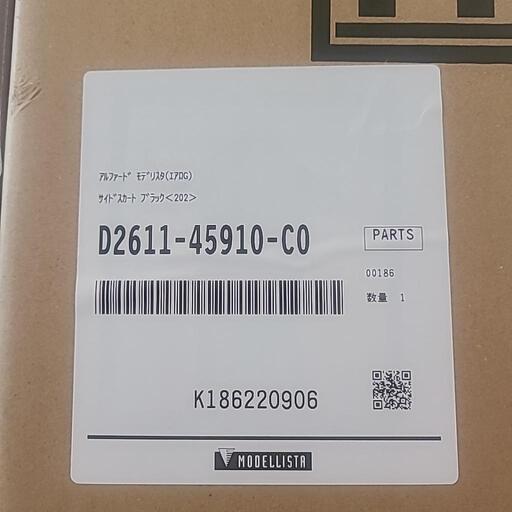 ｱﾙﾌｧｰﾄﾞ ﾓﾃﾞﾘｽﾀ(ｴｱDG)
ｻｲﾄﾞｽｶｰﾄ ﾌﾞﾗｯｸ<202>
D2611-45910-C0
PARTS
00186
数量 1
K186220906
MODELLISTA